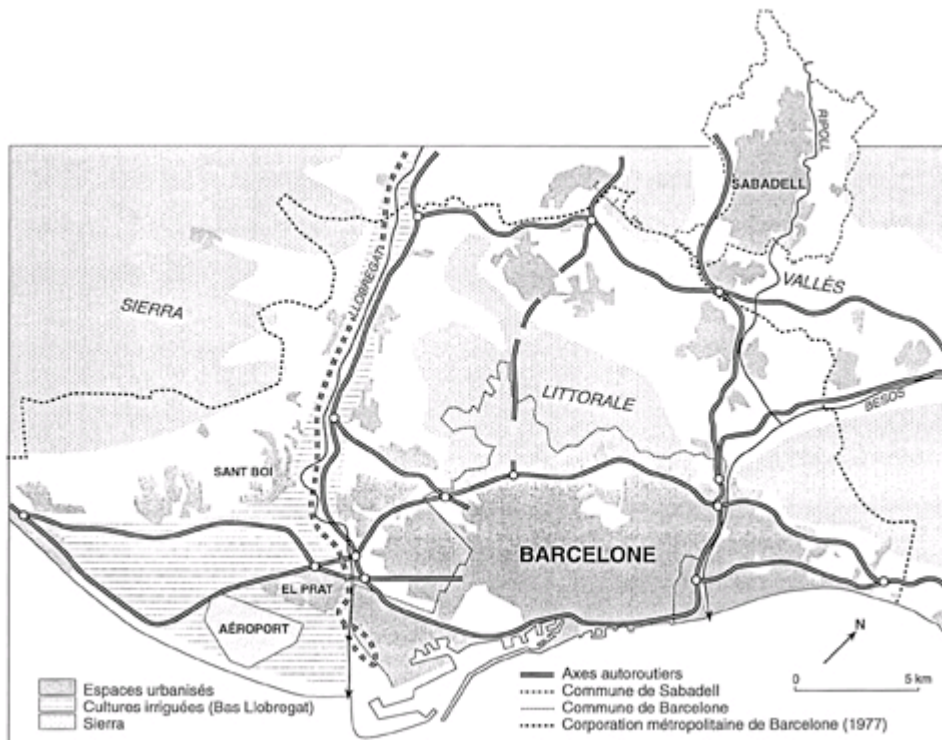 RIPOLL
SABADELL
LLOBREGAT
VALLÉS
SIERRA
LITTORALE
BESOS
SANT BOI
BARCELONE
EL PRAT
AÉROPORT
N
Espaces urbanisés
Cultures irriguées (Bas Llobregat)
Sierra
Axes autoroutiers
Commune de Sabadell
Commune de Barcelone
Corporation métropolitaine de Barcelone (1977)
0 5 km